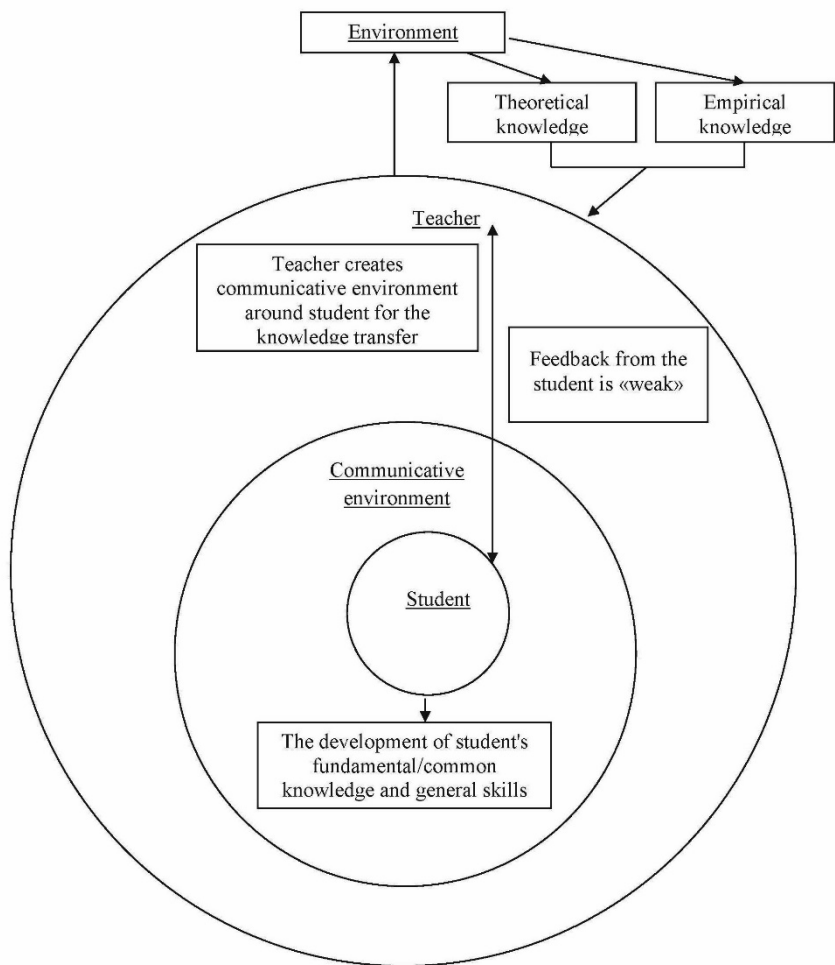 Environment
Theoretical
knowledge
Empirical
knowledge
Teacher
Teacher creates
communicative environment
around student for the
knowledge transfer
Feedback from the
student is «weak»
Communicative
environment
Student
The development of student's
fundamental/common
knowledge and general skills